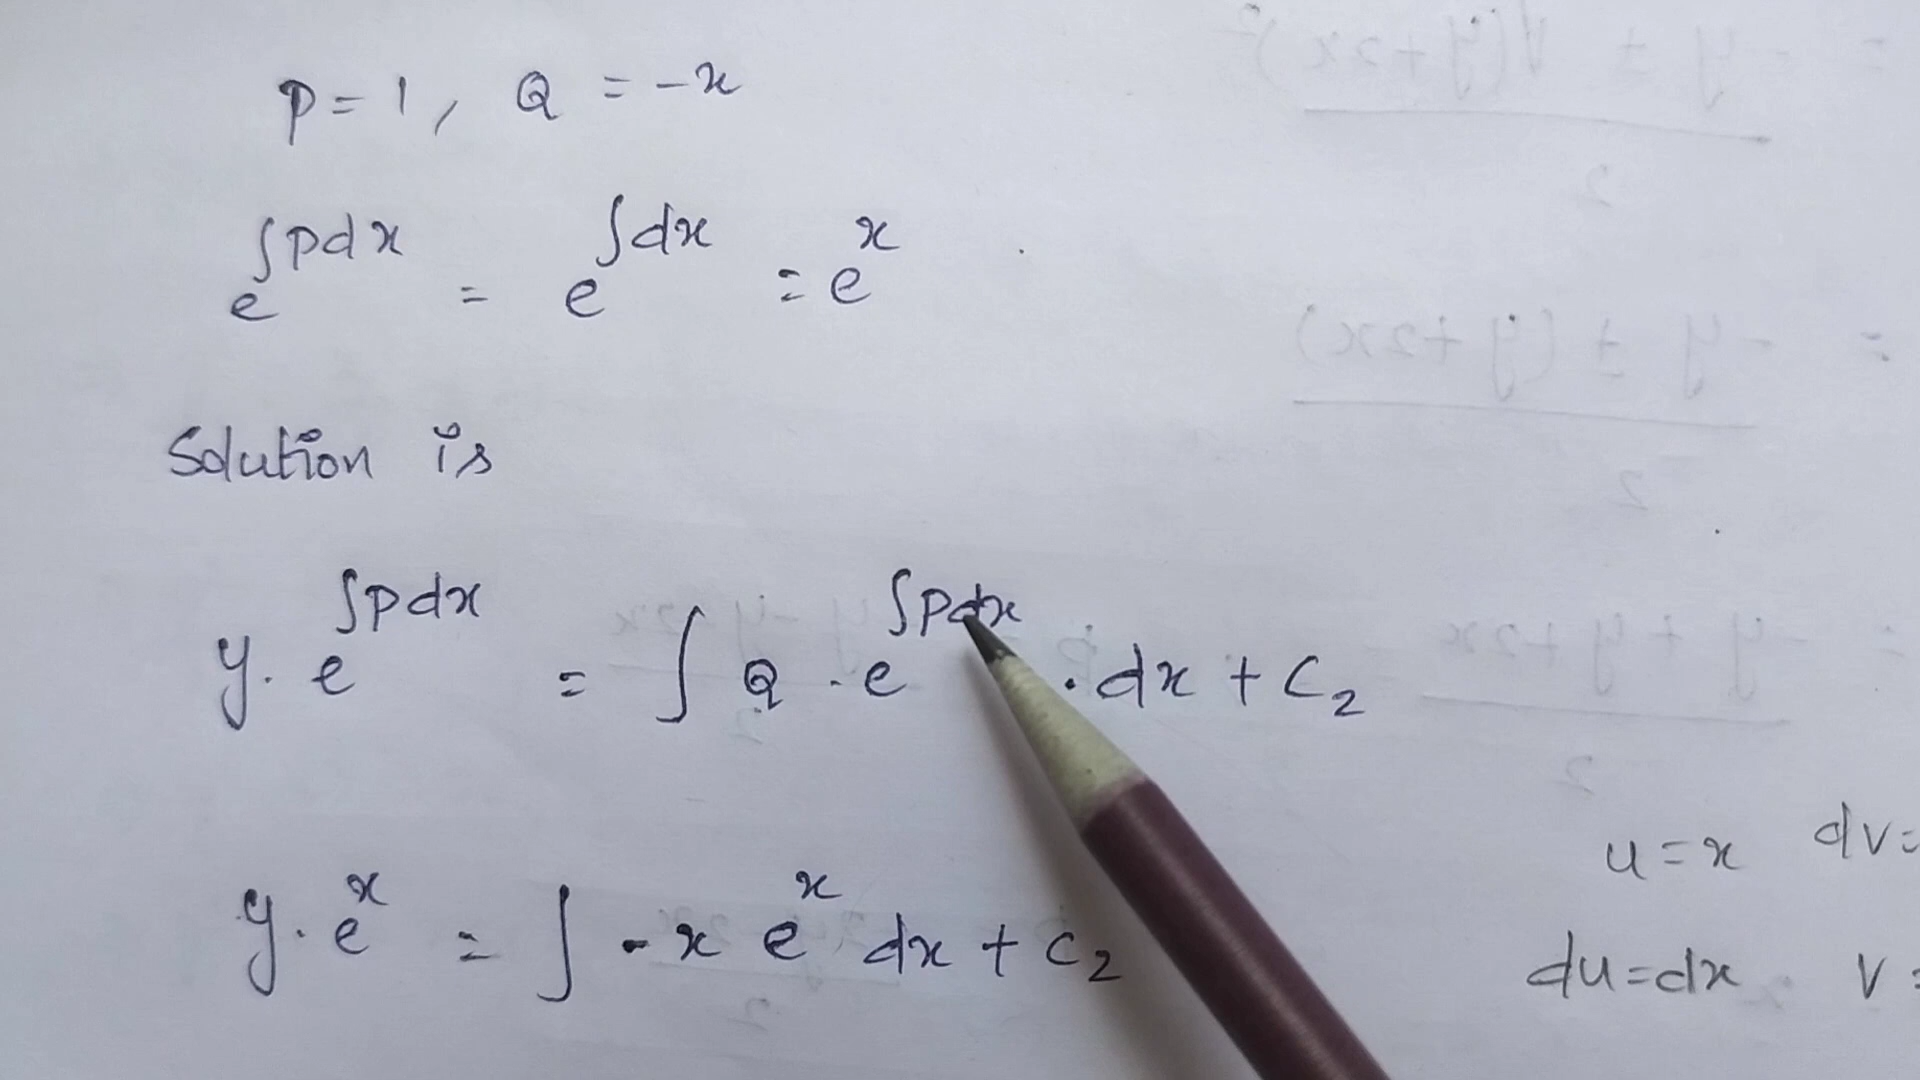 P = 1, Q = -x
e^∫pdx = e^∫dx = e^x
Solution is
y. e^∫pdx = ∫ Q . e^∫pdx . dx + C₂
y. e^x = ∫ -x e^x dx + C₂
u = x dv =
du = dx v =